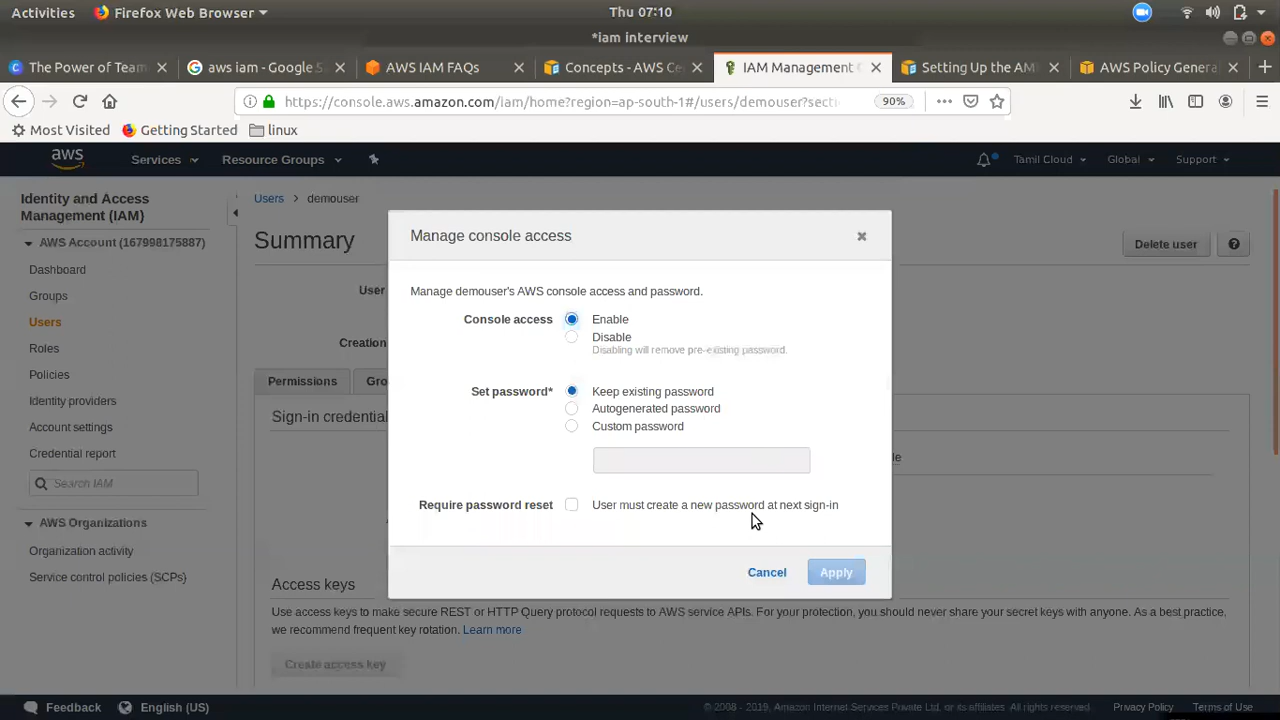 Activities
Firefox Web Browser
Thu 07:10
*iam interview
The Power of Team
aws iam - Google S
AWS IAM FAQs
Concepts - AWS Ce
IAM Management C
Setting Up the AM
AWS Policy Genera
https://console.aws.amazon.com/iam/home?region=ap-south-1#/users/demouser?secti
90%
Most Visited
Getting Started
linux
aws
Services
Resource Groups
Tamil Cloud
Global
Support
Identity and Access
Management (IAM)
AWS Account (167998175887)
Dashboard
Groups
Users
Roles
Policies
Identity providers
Account settings
Credential report
Search IAM
AWS Organizations
Organization activity
Service control policies (SCPs)
Users > demouser
Summary
Delete user
User
Creation
Permissions
Gro
Sign-in credential
le
Manage console access
Manage demouser's AWS console access and password.
Console access
Enable
Disable
Disabling will remove pre-existing password.
Set password*
Keep existing password
Autogenerated password
Custom password
Require password reset
User must create a new password at next sign-in
Cancel
Apply
Access keys
Use access keys to make secure REST or HTTP Query protocol requests to AWS service APIs. For your protection, you should never share your secret keys with anyone. As a best practice,
we recommend frequent key rotation. Learn more
Create access key
Feedback
English (US)
© 2008 - 2019, Amazon Internet Services Private Ltd. or its affiliates. All rights reserved.
Privacy Policy
Terms of Use